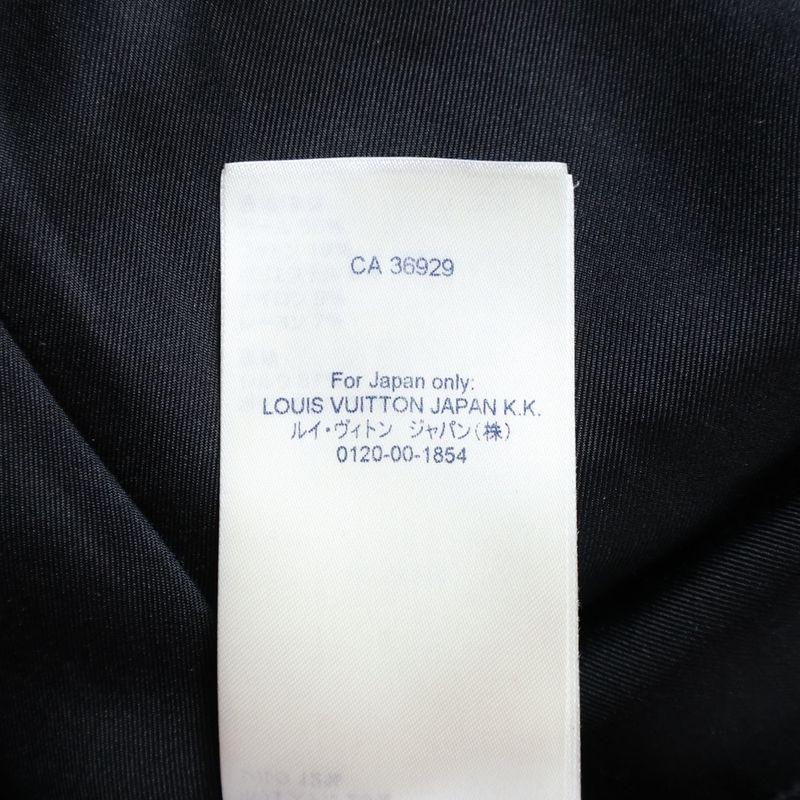 CA 36929
For Japan only:
LOUIS VUITTON JAPAN K.K.
ルイ・ヴィトン ジャパン(株)
0120-00-1854